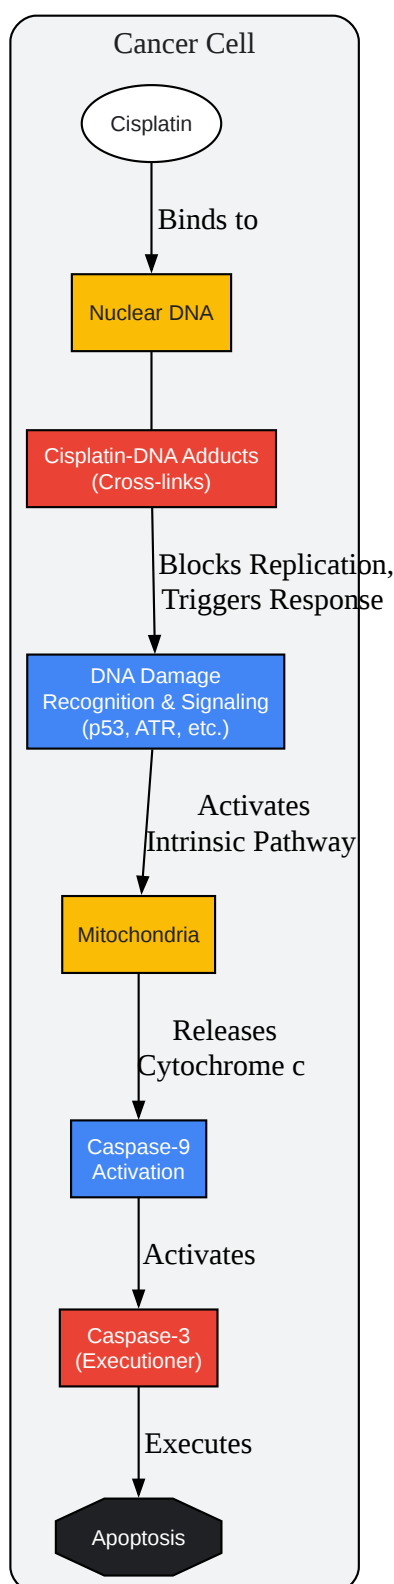 Cancer Cell
Cisplatin
Binds to
Nuclear DNA
Cisplatin-DNA Adducts
(Cross-links)
Blocks Replication,
Triggers Response
DNA Damage
Recognition & Signaling
(p53, ATR, etc.)
Activates
Intrinsic Pathway
Mitochondria
Releases
Cytochrome c
Caspase-9
Activation
Activates
Caspase-3
(Executioner)
Executes
Apoptosis